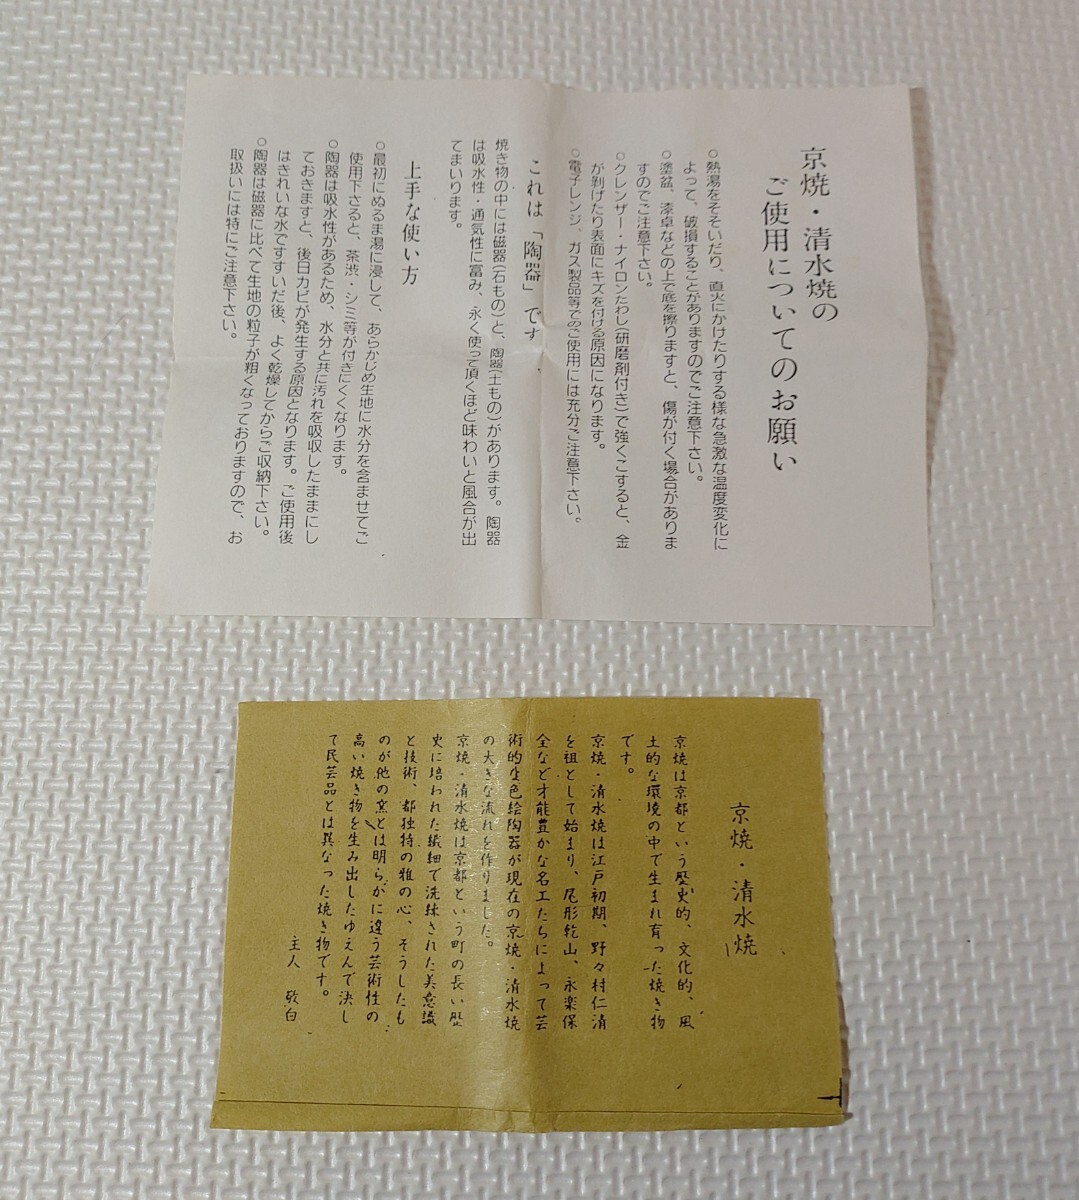 京焼・清水焼の
ご使用についてのお願い
○熱湯をそそいだり、直火にかけたりする様な急激な温度変化に
よって、破損することがありますのでご注意下さい。
○塗盆、漆卓などの上で底を擦りますと、傷が付く場合がありま
すのでご注意下さい。
○クレンザー・ナイロンたわし(研磨剤付き)で強くこすると、金
が剥げたり表面にキズを付ける原因になります。
○電子レンジ、ガス製品等でのご使用には充分ご注意下さい。
これは「陶器」です
焼き物の中には磁器(石もの)と、陶器(土もの)があります。陶器
は吸水性・通気性に富み、永く使って頂くほど味わいと風合が出
てまいります。
上手な使い方
○最初にぬるま湯に浸して、あらかじめ生地に水分を含ませてご
使用下さると、茶渋・シミ等が付きにくくなります。
○陶器は吸水性があるため、水分と共に汚れを吸収したままにし
ておきますと、後日カビが発生する原因となります。ご使用後
はきれいな水ですすいだ後、よく乾燥してからご収納下さい。
○陶器は磁器に比べて生地の粒子が粗くなっておりますので、お
取扱いには特にご注意下さい。
京焼・清水焼
京焼は京都という歴史的、文化的、風
土的な環境の中で生まれ育った焼き物
です。
京焼・清水焼は江戸初期、野々村仁清
を祖として始まり、尾形乾山、永楽保
全など才能豊かな名工たちによって芸
術的な色絵陶器が現在の京焼・清水焼
の大きな流れを作りました。
京焼・清水焼は京都という町の長い歴
史に培われた繊細で洗練された美意識
と技術、都独特の雅の心、そうしたも
のが他の窯とは明らかに違う芸術性の
高い焼き物を生み出したゆえんで決し
て民芸品とは異なった焼き物です。
主人 敬白